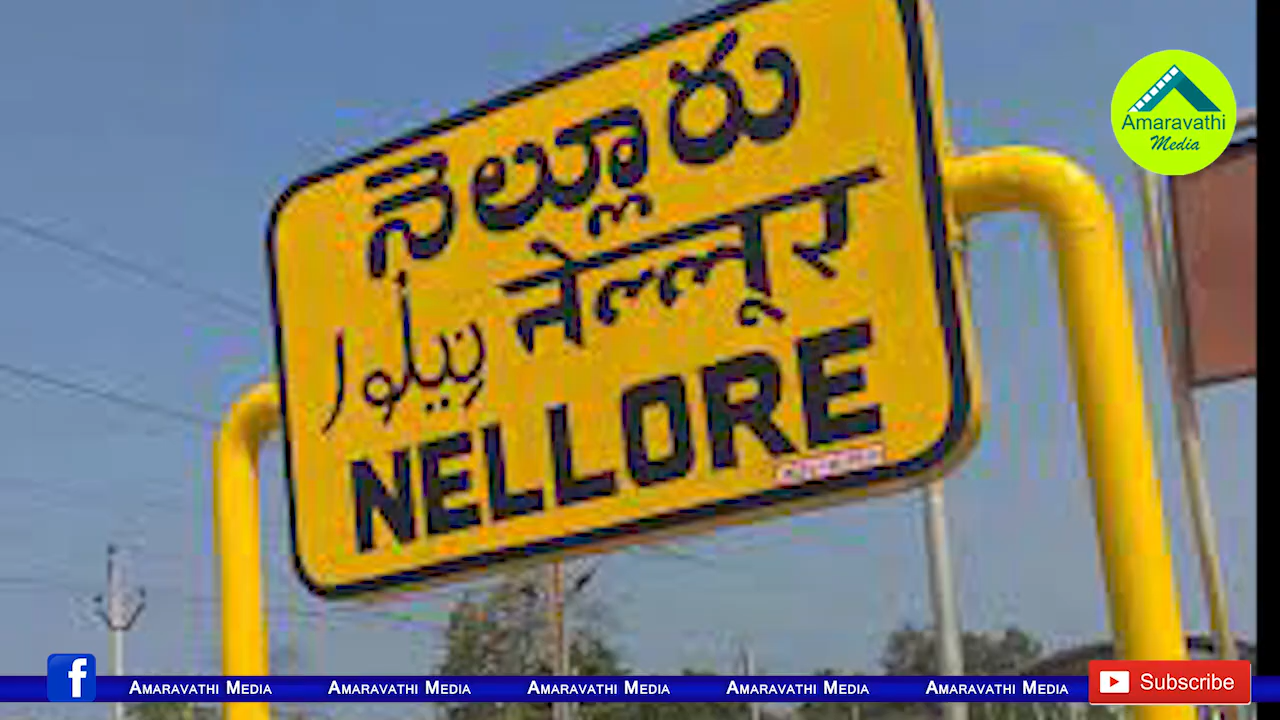 నెల్లూరు
नेल्लूर
نیلور
NELLORE
Amaravathi
Media
AMARAVATHI MEDIA AMARAVATHI MEDIA AMARAVATHI MEDIA AMARAVATHI MEDIA AMARAVATHI MEDIA
Subscribe